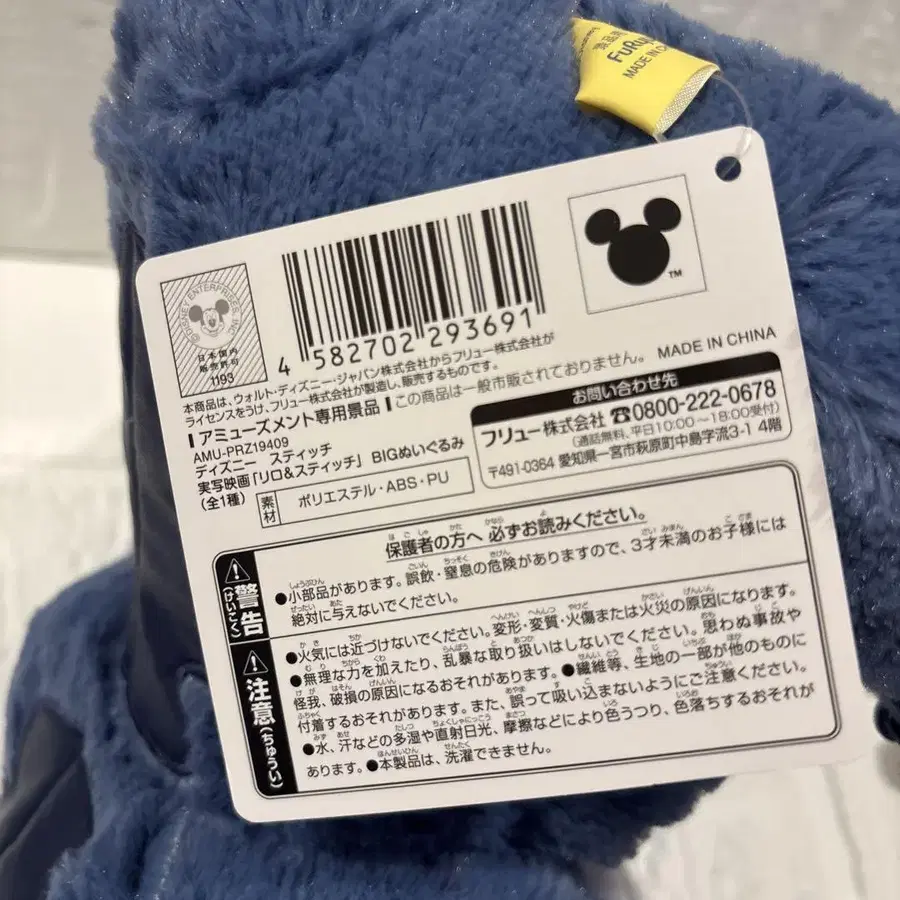 景品用
FuRyu
MADE IN C
©DISNEY ENTERPRISES, INC.
日本国内
販売許可
1193
4 582702 293691
TM
本商品は、ウォルト・ディズニー・ジャパン株式会社からフリュー株式会社が
ライセンスをうけ、フリュー株式会社が製造し、販売するものです。
アミューズメント専用景品 この商品は一般市販されておりません。 MADE IN CHINA
AMU-PRZ19409
ディズニー スティッチ
実写映画「リロ&スティッチ」 BIGぬいぐるみ
(全1種)
素材 ポリエステル・ABS・PU
お問い合わせ先
フリュー株式会社 ☎0800-222-0678
(通話無料、平日10:00〜18:00受付)
〒491-0364 愛知県一宮市萩原町中島字流3-1 4階
保護者の方へ 必ずお読みください。
警告(けいこく)
●小部品があります。誤飲・窒息の危険がありますので、3才未満のお子様には
絶対に与えないでください。
注意(ちゅうい)
●火気には近づけないでください。変形・変質・火傷または火災の原因になります。
●無理な力を加えたり、乱暴な取り扱いはしないでください。思わぬ事故や
怪我、破損の原因になるおそれがあります。●繊維等、生地の一部が他のものに
付着するおそれがあります。また、誤って吸い込まないようにご注意ください。
●水、汗などの多湿や直射日光、摩擦などにより色うつり、色落ちするおそれが
あります。●本製品は、洗濯できません。